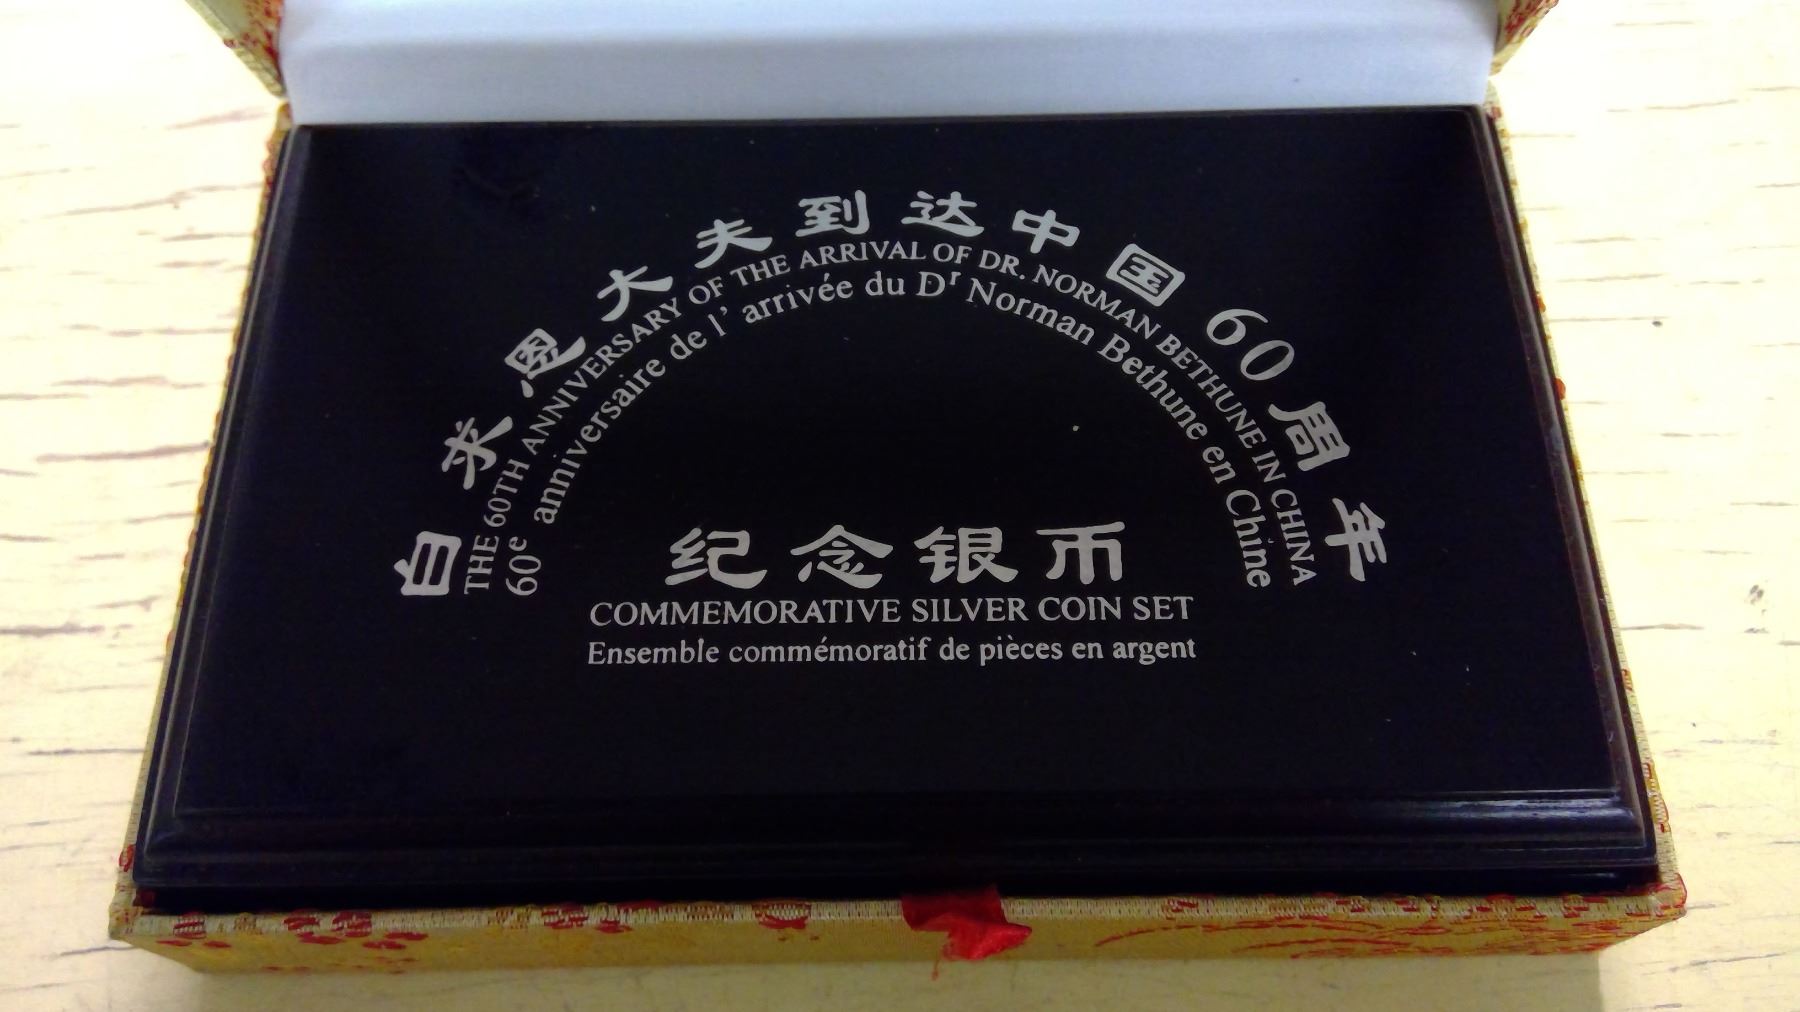 白求恩大夫到达中国60周年
THE 60TH ANNIVERSARY OF THE ARRIVAL OF DR. NORMAN BETHUNE IN CHINA
60e anniversaire de l' arrivée du Dr Norman Bethune en Chine
纪念银币
COMMEMORATIVE SILVER COIN SET
Ensemble commémoratif de pièces en argent